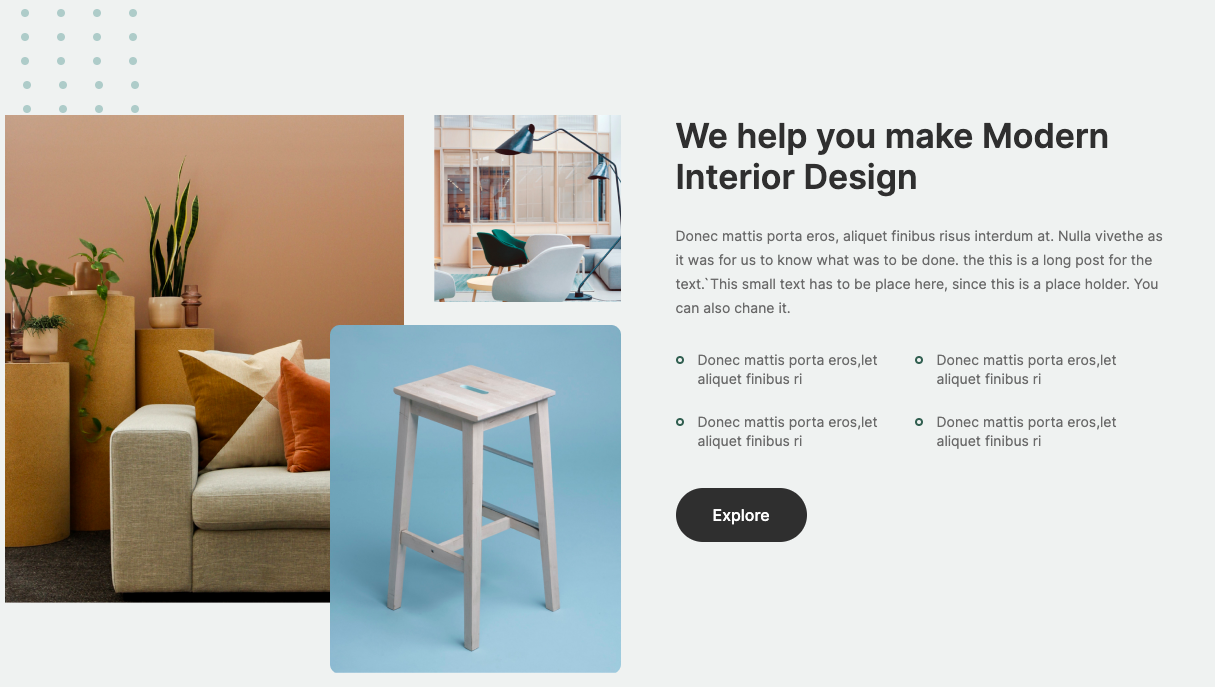 We help you make Modern
Interior Design
Donec mattis porta eros, aliquet finibus risus interdum at. Nulla vivethe as
it was for us to know what was to be done. the this is a long post for the
text.`This small text has to be place here, since this is a place holder. You
can also chane it.
Donec mattis porta eros,let
aliquet finibus ri
Donec mattis porta eros,let
aliquet finibus ri
Donec mattis porta eros,let
aliquet finibus ri
Donec mattis porta eros,let
aliquet finibus ri
Explore